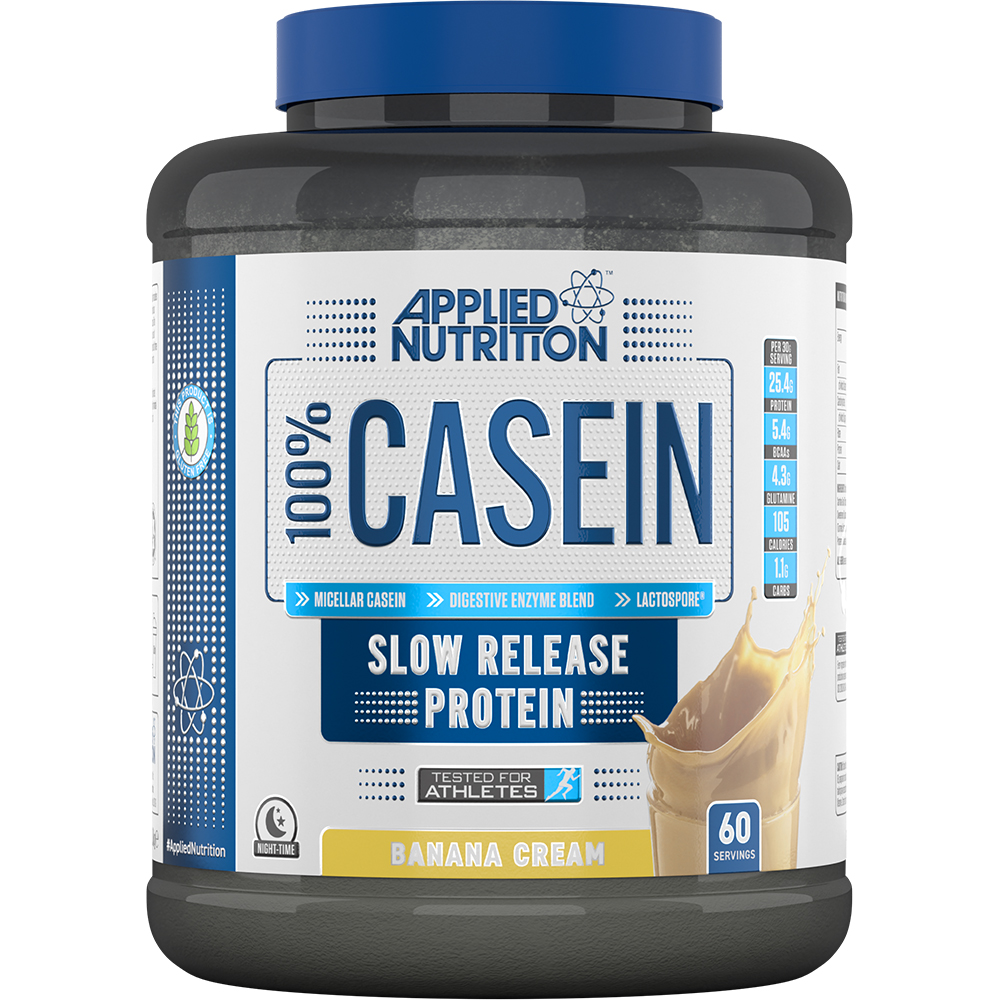 APPLIED
NUTRITION
™
100%
CASEIN
PER 30G
SERVING
25.4G
PROTEIN
5.4G
BCAAs
4.3G
GLUTAMINE
105
CALORIES
1.1G
CARBS
MICELLAR CASEIN
DIGESTIVE ENZYME BLEND
LACTOSPORE®
SLOW RELEASE
PROTEIN
TESTED FOR
ATHLETES
NIGHT-TIME
BANANA CREAM
60
SERVINGS
#AppliedNutrition